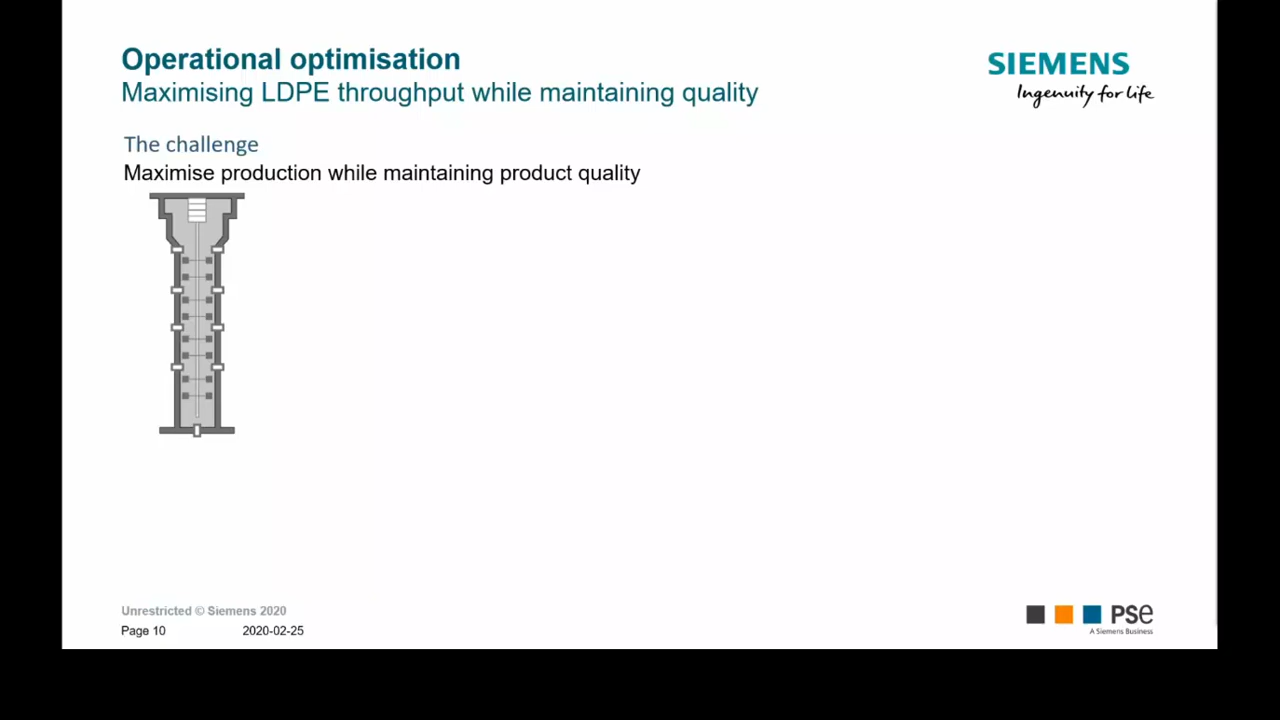 Operational optimisation
Maximising LDPE throughput while maintaining quality
SIEMENS
Ingenuity for life
The challenge
Maximise production while maintaining product quality
Unrestricted © Siemens 2020
Page 10 2020-02-25
PSe
A Siemens Business